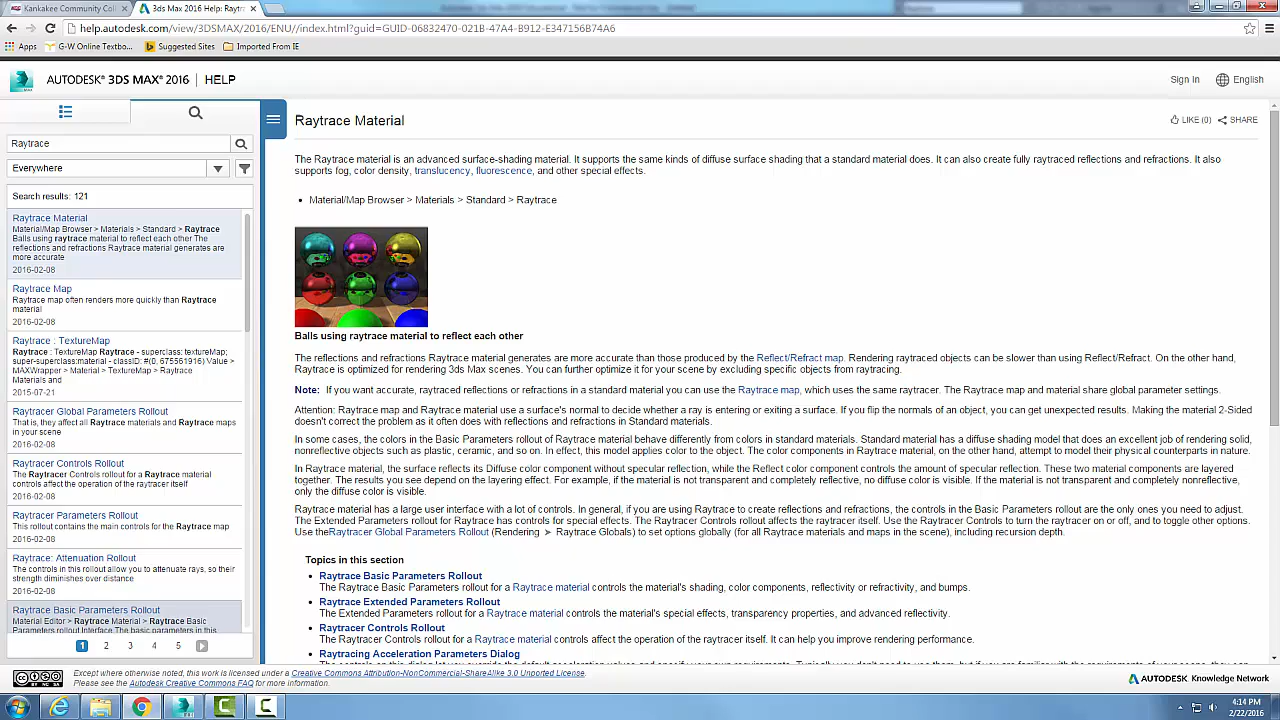 Kankakee Community Col
3ds Max 2016 Help: Raytr
help.autodesk.com/view/3DSMAX/2016/ENU//index.html?guid=GUID-06832470-021B-47A4-B912-E347156B74A6
Apps
G-W Online Textbo...
Suggested Sites
Imported From IE
AUTODESK® 3DS MAX® 2016 | HELP
Sign In
English
Raytrace
Everywhere
Search results: 121
Raytrace Material
Material/Map Browser > Materials > Standard > Raytrace
Balls using raytrace material to reflect each other The
reflections and refractions Raytrace material generates are
more accurate
2016-02-08
Raytrace Map
Raytrace map often renders more quickly than Raytrace
material
2016-02-08
Raytrace : TextureMap
Raytrace : TextureMap Raytrace - superclass: textureMap;
super-superclass:material - classID: #(0, 675561916) Value >
MAXWrapper > Material > TextureMap > Raytrace
Materials and
2015-07-21
Raytracer Global Parameters Rollout
That is, they affect all Raytrace materials and Raytrace maps
in your scene
2016-02-08
Raytracer Controls Rollout
The Raytracer Controls rollout for a Raytrace material
controls affect the operation of the raytracer itself
2016-02-08
Raytracer Parameters Rollout
This rollout contains the main controls for the Raytrace map
2016-02-08
Raytrace: Attenuation Rollout
The controls in this rollout allow you to attenuate rays, so their
strength diminishes over distance
2016-02-08
Raytrace Basic Parameters Rollout
Material Editor > Raytrace Material > Raytrace Basic
Parameters rollout Interface The basic parameters in this
1 2 3 4 5
Raytrace Material
LIKE (0) SHARE
The Raytrace material is an advanced surface-shading material. It supports the same kinds of diffuse surface shading that a standard material does. It can also create fully raytraced reflections and refractions. It also
supports fog, color density, translucency, fluorescence, and other special effects.
• Material/Map Browser > Materials > Standard > Raytrace
Balls using raytrace material to reflect each other
The reflections and refractions Raytrace material generates are more accurate than those produced by the Reflect/Refract map. Rendering raytraced objects can be slower than using Reflect/Refract. On the other hand,
Raytrace is optimized for rendering 3ds Max scenes. You can further optimize it for your scene by excluding specific objects from raytracing.
Note: If you want accurate, raytraced reflections or refractions in a standard material you can use the Raytrace map, which uses the same raytracer. The Raytrace map and material share global parameter settings.
Attention: Raytrace map and Raytrace material use a surface's normal to decide whether a ray is entering or exiting a surface. If you flip the normals of an object, you can get unexpected results. Making the material 2-Sided
doesn't correct the problem as it often does with reflections and refractions in Standard materials.
In some cases, the colors in the Basic Parameters rollout of Raytrace material behave differently from colors in standard materials. Standard material has a diffuse shading model that does an excellent job of rendering solid,
nonreflective objects such as plastic, ceramic, and so on. In effect, this model applies color to the object. The color components in Raytrace material, on the other hand, attempt to model their physical counterparts in nature.
In Raytrace material, the surface reflects its Diffuse color component without specular reflection, while the Reflect color component controls the amount of specular reflection. These two material components are layered
together. The results you see depend on the layering effect. For example, if the material is not transparent and completely reflective, no diffuse color is visible. If the material is not transparent and completely nonreflective,
only the diffuse color is visible.
Raytrace material has a large user interface with a lot of controls. In general, if you are using Raytrace to create reflections and refractions, the controls in the Basic Parameters rollout are the only ones you need to adjust.
The Extended Parameters rollout for Raytrace has controls for special effects. The Raytracer Controls rollout affects the raytracer itself. Use the Raytracer Controls to turn the raytracer on or off, and to toggle other options.
Use theRaytracer Global Parameters Rollout (Rendering ➤ Raytrace Globals) to set options globally (for all Raytrace materials and maps in the scene), including recursion depth.
Topics in this section
• Raytrace Basic Parameters Rollout
The Raytrace Basic Parameters rollout for a Raytrace material controls the material's shading, color components, reflectivity or refractivity, and bumps.
• Raytrace Extended Parameters Rollout
The Extended Parameters rollout for a Raytrace material controls the material's special effects, transparency properties, and advanced reflectivity.
• Raytracer Controls Rollout
The Raytracer Controls rollout for a Raytrace material controls affect the operation of the raytracer itself. It can help you improve rendering performance.
• Raytracing Acceleration Parameters Dialog
Except where otherwise noted, this work is licensed under a Creative Commons Attribution-NonCommercial-ShareAlike 3.0 Unported License.
Please see the Autodesk Creative Commons FAQ for more information.
AUTODESK Knowledge Network
4:14 PM
2/22/2016